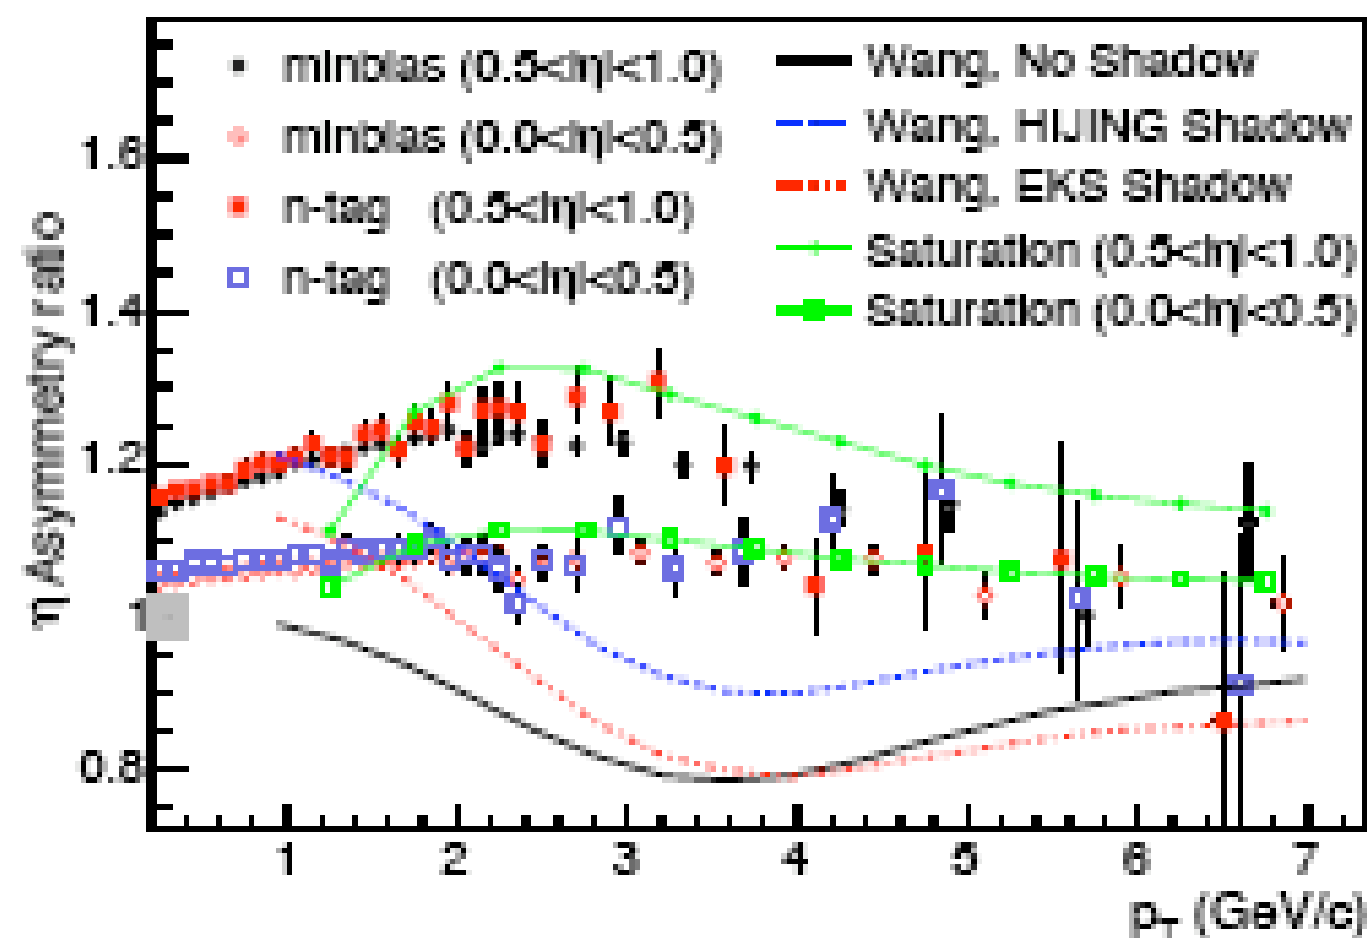 minbias (0.5<|η|<1.0)
minbias (0.0<|η|<0.5)
n-tag (0.5<|η|<1.0)
n-tag (0.0<|η|<0.5)
Wang, No Shadow
Wang, HIJING Shadow
Wang, EKS Shadow
Saturation (0.5<|η|<1.0)
Saturation (0.0<|η|<0.5)
η Asymmetry ratio
1.6
1.4
1.2
1
0.8
1 2 3 4 5 6 7
p_T (GeV/c)